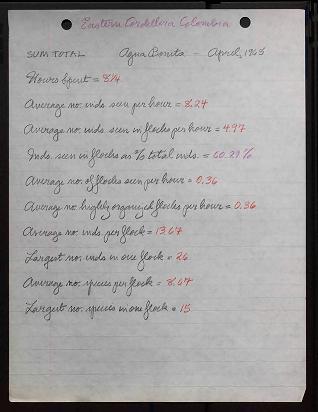 Eastern Cordillera Colombia
SUM TOTAL Agua Bonita – April, 1963
Hours Spent = 8 1/4
Average no. inds. seen per hour = 8.24
Average no. inds. seen in flocks per hour = 4.97
Inds. seen in flocks as % total inds. = 60.29%
Average no. of flocks seen per hour = 0.36
Average no. highly organized flocks per hour = 0.36
Average no. inds. per flock = 13.67
Largest no. inds in one flock = 26
Average no. species per flock = 8.67
Largest no. species in one flock = 15